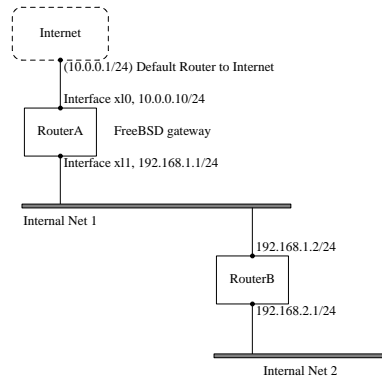 Internet
(10.0.0.1/24) Default Router to Internet
Interface xl0, 10.0.0.10/24
RouterA
FreeBSD gateway
Interface xl1, 192.168.1.1/24
Internal Net 1
192.168.1.2/24
RouterB
192.168.2.1/24
Internal Net 2